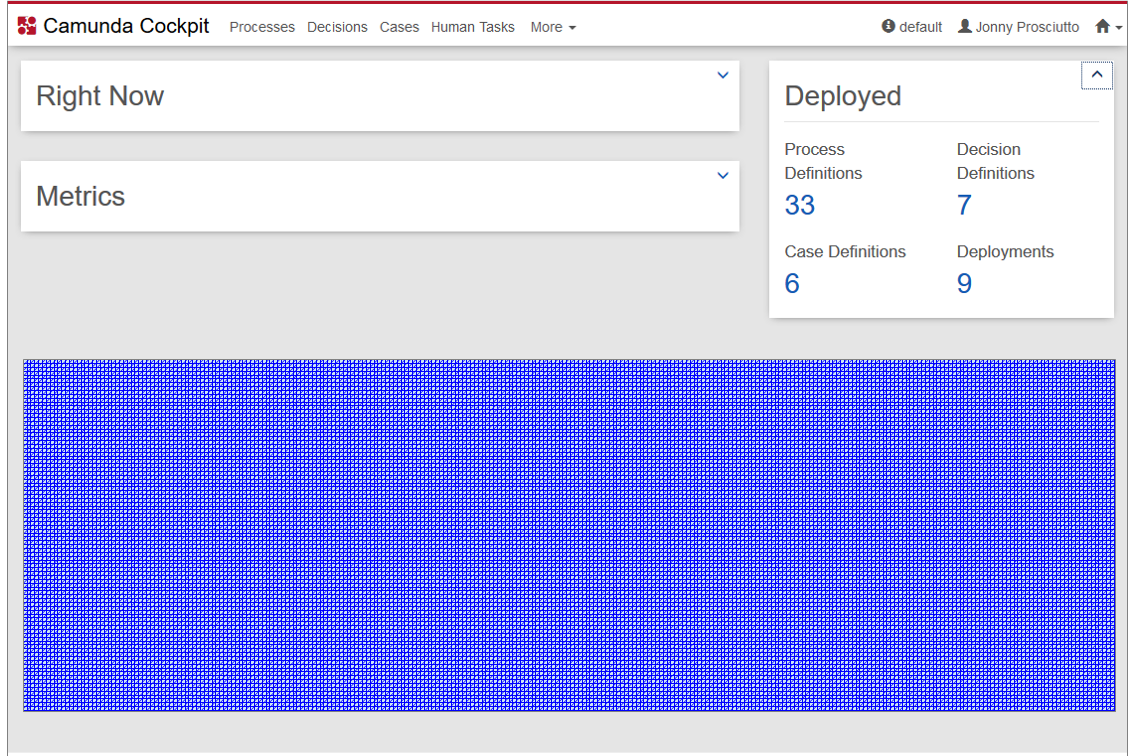 Camunda Cockpit Processes Decisions Cases Human Tasks More default Jonny Prosciutto
Right Now
Metrics
Deployed
Process Definitions
33
Decision Definitions
7
Case Definitions
6
Deployments
9